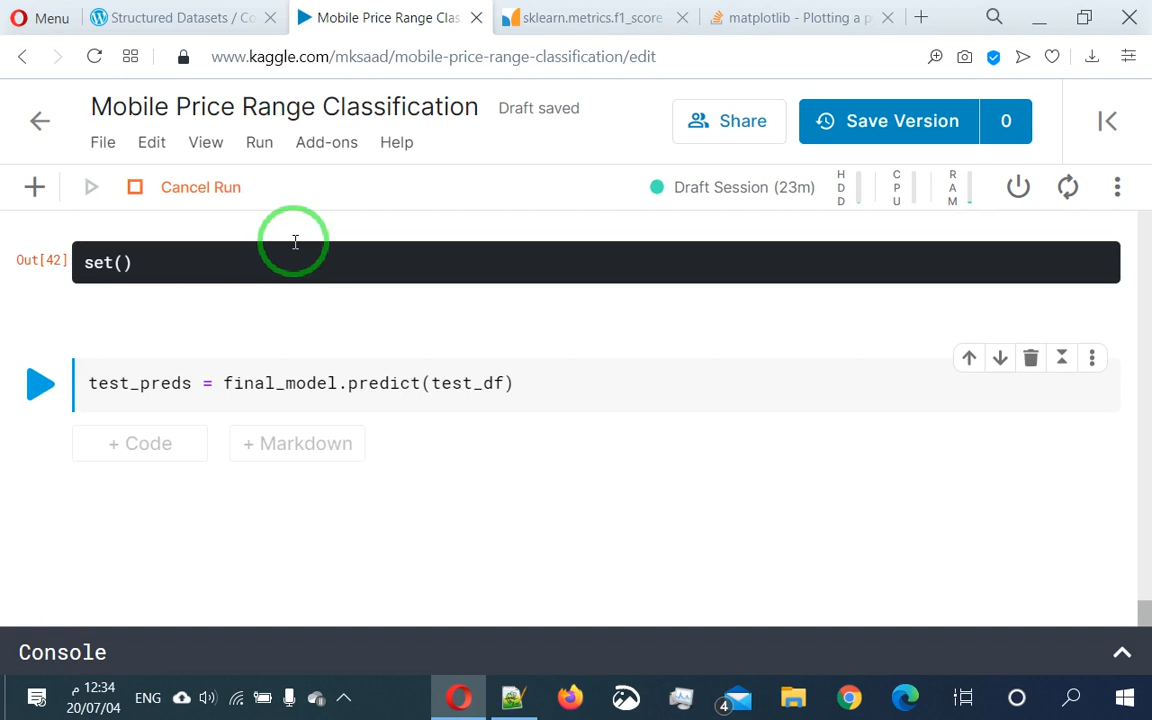 Menu
Structured Datasets / Co
Mobile Price Range Clas
sklearn.metrics.f1_score
matplotlib - Plotting a p
www.kaggle.com/mksaad/mobile-price-range-classification/edit
Mobile Price Range Classification
Draft saved
Share
Save Version
0
File
Edit
View
Run
Add-ons
Help
Cancel Run
Draft Session (23m)
HDD
CPU
RAM
Out[42]
set()
test_preds = final_model.predict(test_df)
+ Code
+ Markdown
Console
12:34 م
20/07/04
ENG
4